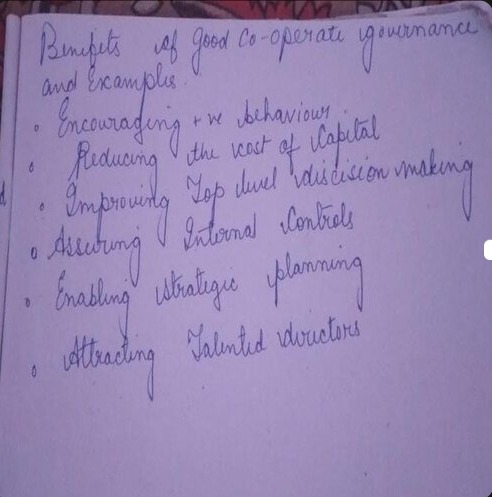 Benefits of good Co-operate governance
and Examples.
• Encouraging +ve behaviour.
• Reducing the cost of Capital
• Improving Top level discision making
• Assuring Internal Controls
• Enabling strategic planning
• Attracting Talented directors